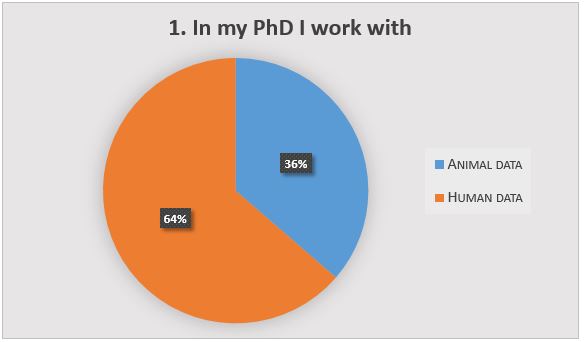 1. In my PhD I work with
36%
64%
ANIMAL DATA
HUMAN DATA